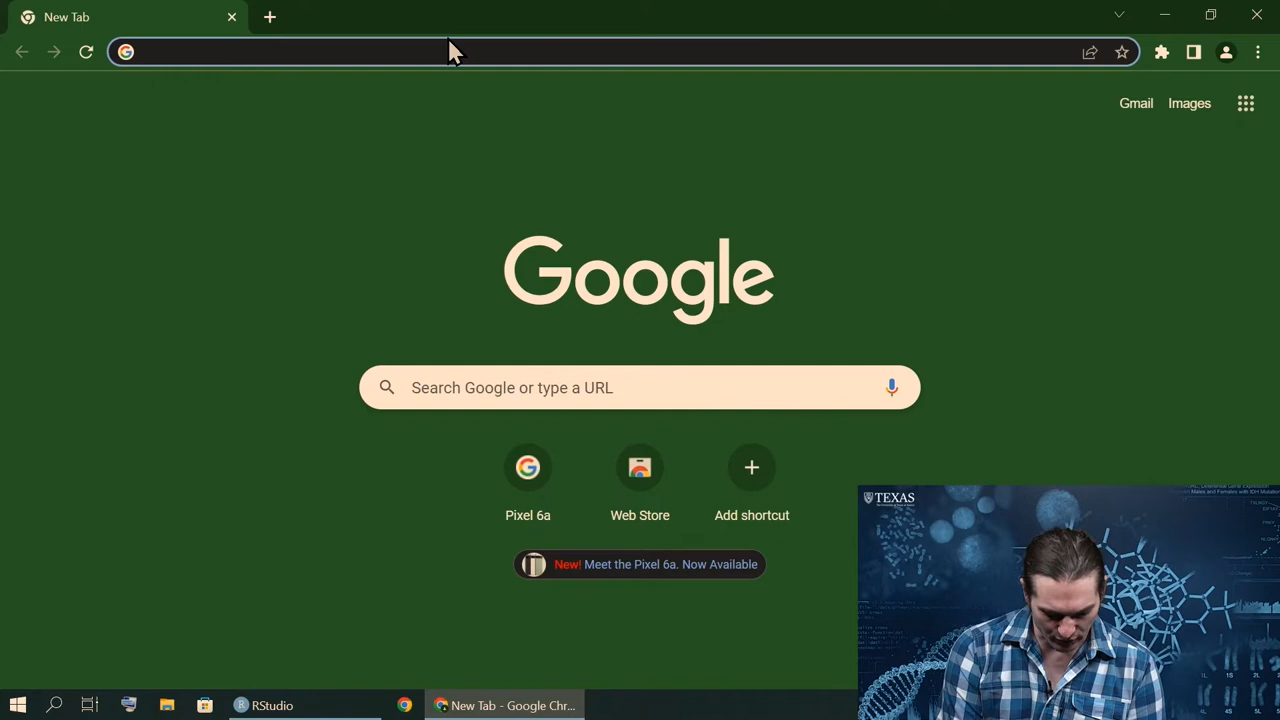 New Tab
Gmail Images
Google
Search Google or type a URL
Pixel 6a
Web Store
Add shortcut
New! Meet the Pixel 6a. Now Available
TEXAS
RStudio
New Tab - Google Chr...